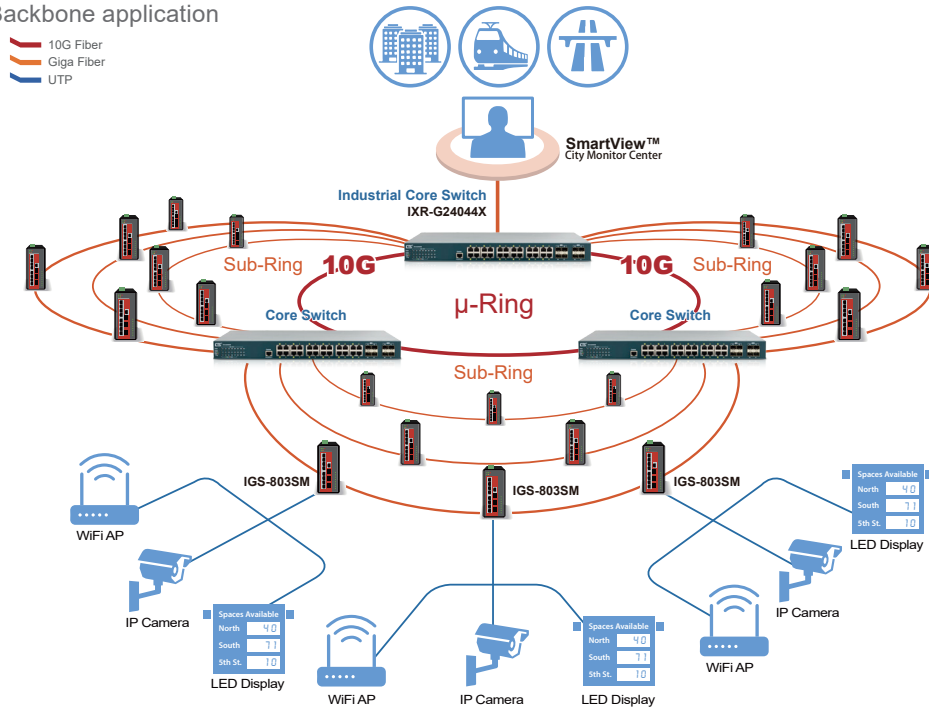 Backbone application
10G Fiber
Giga Fiber
UTP
SmartView™
City Monitor Center
Industrial Core Switch
IXR-G24044X
Sub-Ring
10G
10G
Sub-Ring
μ-Ring
Core Switch
Core Switch
Sub-Ring
IGS-803SM
IGS-803SM
IGS-803SM
WiFi AP
IP Camera
Spaces Available
North 40
South 71
5th St. 10
LED Display
WiFi AP
IP Camera
Spaces Available
North 40
South 71
5th St. 10
LED Display
WiFi AP
IP Camera
Spaces Available
North 40
South 71
5th St. 10
LED Display